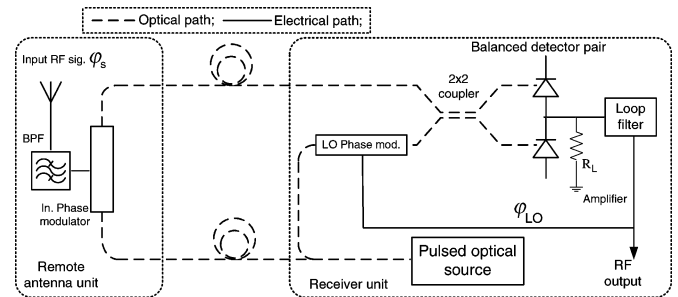 Optical path; Electrical path;
Input RF sig. φs
BPF
In. Phase
modulator
Remote
antenna unit
LO Phase mod.
2x2
coupler
Balanced detector pair
Loop
filter
RL
Amplifier
φLO
Pulsed optical
source
Receiver unit
RF
output